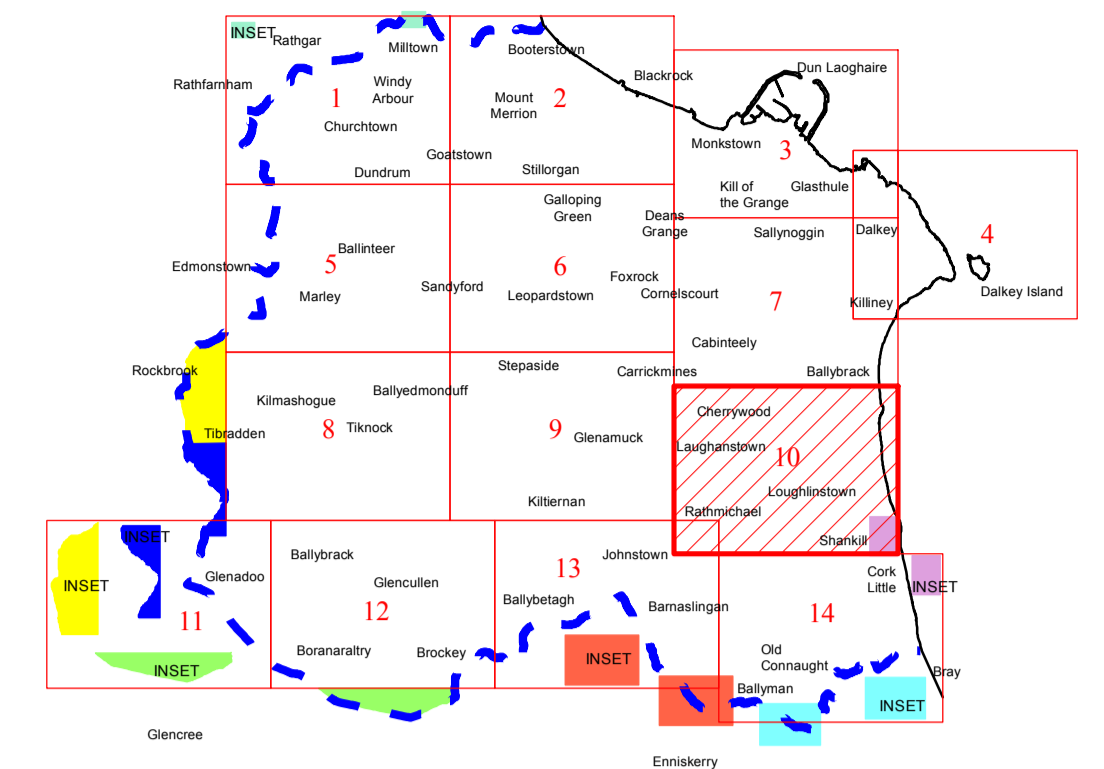 INSET
Rathgar
Milltown
Booterstown
Rathfarnham
Windy
Arbour
1
Mount
Merrion
2
Blackrock
Dun Laoghaire
Churchtown
Goatstown
Dundrum
Stillorgan
Monkstown
3
Kill of
the Grange
Glasthule
Galloping
Green
Deans
Grange
Sallynoggin
Dalkey
4
Edmonstown
5
Ballinteer
Marley
Sandyford
6
Leopardstown
Foxrock
Cornelscourt
7
Killiney
Dalkey Island
Cabinteely
Rockbrook
Stepaside
Carrickmines
Ballybrack
Kilmashogue
Ballyedmonduff
Tibradden
8
Tiknock
9
Glenamuck
Kiltiernan
Cherrywood
Laughanstown
10
Loughlinstown
Rathmichael
Shankill
INSET
INSET
Glenadoo
11
INSET
Ballybrack
Glencullen
12
Boranaraltry
Brockey
13
Johnstown
Ballybetagh
Barnaslingan
INSET
Cork
Little
INSET
14
Old
Connaught
Ballyman
Bray
INSET
Glencree
Enniskerry